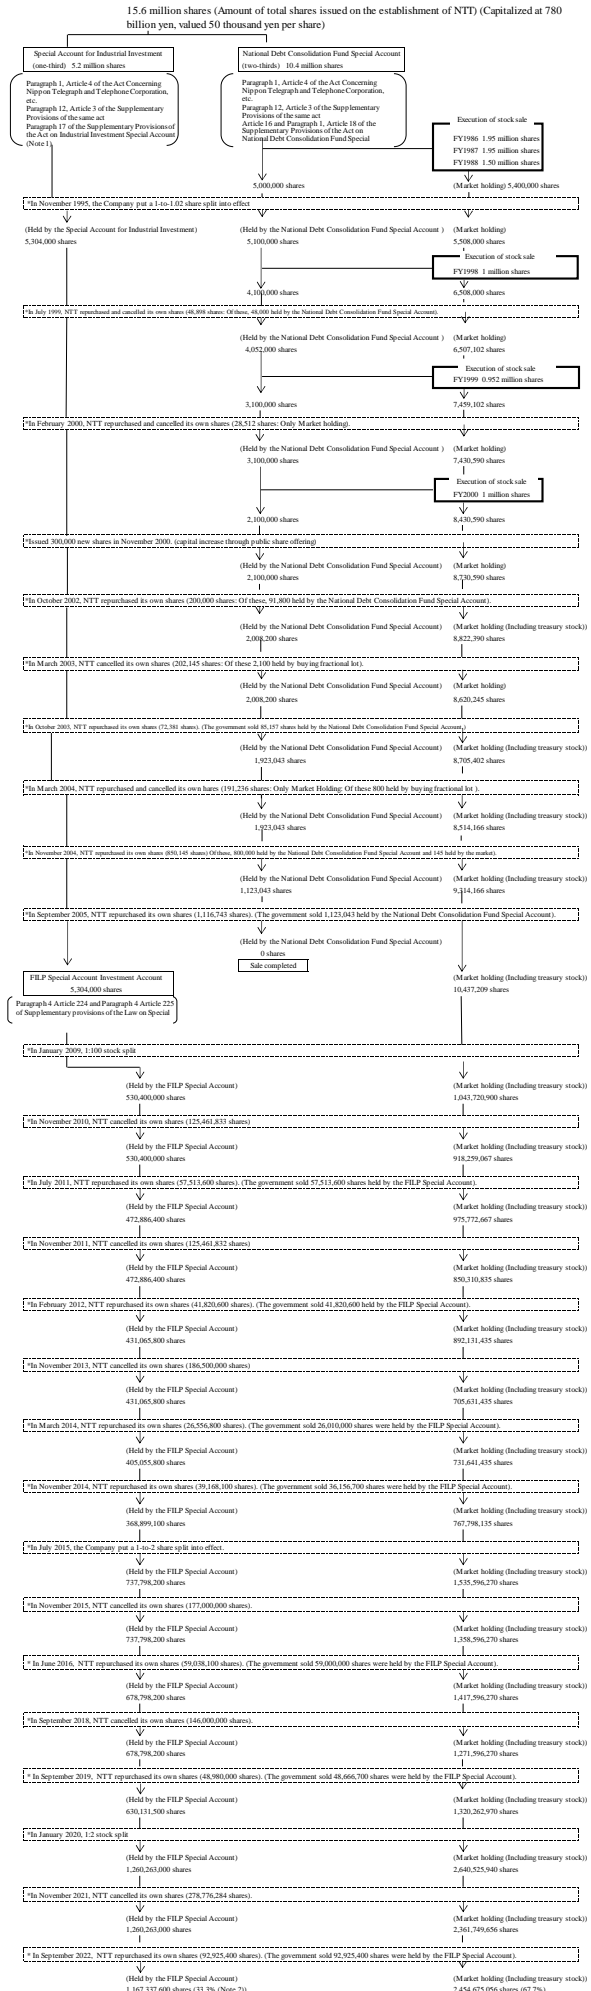 15.6 million shares (Amount of total shares issued on the establishment of NTT) (Capitalized at 780
billion yen, valued 50 thousand yen per share)
Special Account for Industrial Investment
(one-third) 5.2 million shares
National Debt Consolidation Fund Special Account
(two-thirds) 10.4 million shares
Paragraph 1, Article 4 of the Act Concerning
Nippon Telegraph and Telephone Corporation,
etc.
Paragraph 12, Article 3 of the Supplementary
Provisions of the same act
Paragraph 17 of the Supplementary Provisions of
the Act on Industrial Investment Special Account
(Note 1)
Paragraph 1, Article 4 of the Act Concerning
Nippon Telegraph and Telephone Corporation,
etc.
Paragraph 12, Article 3 of the Supplementary
Provisions of the same act
Article 16 and Paragraph 1, Article 18 of the
Supplementary Provisions of the Act on
National Debt Consolidation Fund Special
Execution of stock sale
FY1986 1.95 million shares
FY1987 1.95 million shares
FY1988 1.50 million shares
5,000,000 shares
(Market holding) 5,400,000 shares
*In November 1995, the Company put a 1-to-1.02 share split into effect
(Held by the Special Account for Industrial Investment)
5,304,000 shares
(Held by the National Debt Consolidation Fund Special Account )
5,100,000 shares
(Market holding)
5,508,000 shares
Execution of stock sale
FY1998 1 million shares
4,100,000 shares
6,508,000 shares
*In July 1999, NTT repurchased and cancelled its own shares (48,898 shares: Of these, 48,000 held by the National Debt Consolidation Fund Special Account).
(Held by the National Debt Consolidation Fund Special Account )
4,052,000 shares
(Market holding)
6,507,102 shares
Execution of stock sale
FY1999 0.952 million shares
3,100,000 shares
7,459,102 shares
*In February 2000, NTT repurchased and cancelled its own shares (28,512 shares: Only Market holding).
(Held by the National Debt Consolidation Fund Special Account )
3,100,000 shares
(Market holding)
7,430,590 shares
Execution of stock sale
FY2000 1 million shares
2,100,000 shares
8,430,590 shares
*Issued 300,000 new shares in November 2000. (capital increase through public share offering)
(Held by the National Debt Consolidation Fund Special Account)
2,100,000 shares
(Market holding)
8,730,590 shares
*In October 2002, NTT repurchased its own shares (200,000 shares: Of these, 91,800 held by the National Debt Consolidation Fund Special Account).
(Held by the National Debt Consolidation Fund Special Account)
2,008,200 shares
(Market holding (Including treasury stock))
8,822,390 shares
*In March 2003, NTT cancelled its own shares (202,145 shares: Of these 2,100 held by buying fractional lot).
(Held by the National Debt Consolidation Fund Special Account)
2,008,200 shares
(Market holding)
8,620,245 shares
*In October 2003, NTT repurchased its own shares (72,381 shares). (The government sold 85,157 shares held by the National Debt Consolidation Fund Special Account.)
(Held by the National Debt Consolidation Fund Special Account)
1,923,043 shares
(Market holding (Including treasury stock))
8,705,402 shares
*In March 2004, NTT repurchased and cancelled its own hares (191,236 shares: Only Market Holding: Of these 800 held by buying fractional lot ).
(Held by the National Debt Consolidation Fund Special Account)
1,923,043 shares
(Market holding (Including treasury stock))
8,514,166 shares
*In November 2004, NTT repurchased its own shares (850,145 shares) Of these, 800,000 held by the National Debt Consolidation Fund Special Account and 145 held by the market).
(Held by the National Debt Consolidation Fund Special Account)
1,123,043 shares
(Market holding (Including treasury stock))
9,314,166 shares
*In September 2005, NTT repurchased its own shares (1,116,743 shares). (The government sold 1,123,043 held by the National Debt Consolidation Fund Special Account).
(Held by the National Debt Consolidation Fund Special Account)
0 shares
Sale completed
FILP Special Account Investment Account
5,304,000 shares
(Market holding (Including treasury stock))
10,437,209 shares
Paragraph 4 Article 224 and Paragraph 4 Article 225
of Supplementary provisions of the Law on Special
*In January 2009, 1:100 stock split
(Held by the FILP Special Account)
530,400,000 shares
(Market holding (Including treasury stock))
1,043,720,900 shares
*In November 2010, NTT cancelled its own shares (125,461,833 shares)
(Held by the FILP Special Account)
530,400,000 shares
(Market holding (Including treasury stock))
918,259,067 shares
*In July 2011, NTT repurchased its own shares (57,513,600 shares). (The government sold 57,513,600 shares held by the FILP Special Account).
(Held by the FILP Special Account)
472,886,400 shares
(Market holding (Including treasury stock))
975,772,667 shares
*In November 2011, NTT cancelled its own shares (125,461,832 shares)
(Held by the FILP Special Account)
472,886,400 shares
(Market holding (Including treasury stock))
850,310,835 shares
*In February 2012, NTT repurchased its own shares (41,820,600 shares). (The government sold 41,820,600 held by the FILP Special Account).
(Held by the FILP Special Account)
431,065,800 shares
(Market holding (Including treasury stock))
892,131,435 shares
*In November 2013, NTT cancelled its own shares (186,500,000 shares)
(Held by the FILP Special Account)
431,065,800 shares
(Market holding (Including treasury stock))
705,631,435 shares
*In March 2014, NTT repurchased its own shares (26,556,800 shares). (The government sold 26,010,000 shares were held by the FILP Special Account).
(Held by the FILP Special Account)
405,055,800 shares
(Market holding (Including treasury stock))
731,641,435 shares
*In November 2014, NTT repurchased its own shares (39,168,100 shares). (The government sold 36,156,700 shares were held by the FILP Special Account).
(Held by the FILP Special Account)
368,899,100 shares
(Market holding (Including treasury stock))
767,798,135 shares
*In July 2015, the Company put a 1-to-2 share split into effect.
(Held by the FILP Special Account)
737,798,200 shares
(Market holding (Including treasury stock))
1,535,596,270 shares
*In November 2015, NTT cancelled its own shares (177,000,000 shares).
(Held by the FILP Special Account)
737,798,200 shares
(Market holding (Including treasury stock))
1,358,596,270 shares
* In June 2016, NTT repurchased its own shares (59,038,100 shares). (The government sold 59,000,000 shares were held by the FILP Special Account).
(Held by the FILP Special Account)
678,798,200 shares
(Market holding (Including treasury stock))
1,417,596,270 shares
*In September 2018, NTT cancelled its own shares (146,000,000 shares).
(Held by the FILP Special Account)
678,798,200 shares
(Market holding (Including treasury stock))
1,271,596,270 shares
* In September 2019, NTT repurchased its own shares (48,980,000 shares). (The government sold 48,666,700 shares were held by the FILP Special Account).
(Held by the FILP Special Account)
630,131,500 shares
(Market holding (Including treasury stock))
1,320,262,970 shares
*In January 2020, 1:2 stock split
(Held by the FILP Special Account)
1,260,263,000 shares
(Market holding (Including treasury stock))
2,640,525,940 shares
*In November 2021, NTT cancelled its own shares (278,776,284 shares).
(Held by the FILP Special Account)
1,260,263,000 shares
(Market holding (Including treasury stock))
2,361,749,656 shares
* In September 2022, NTT repurchased its own shares (92,925,400 shares). (The government sold 92,925,400 shares were held by the FILP Special Account).
(Held by the FILP Special Account)
1,167,337,600 shares (33.3% (Note 2))
(Market holding (Including treasury stock))
2,454,675,056 shares (67.7%)